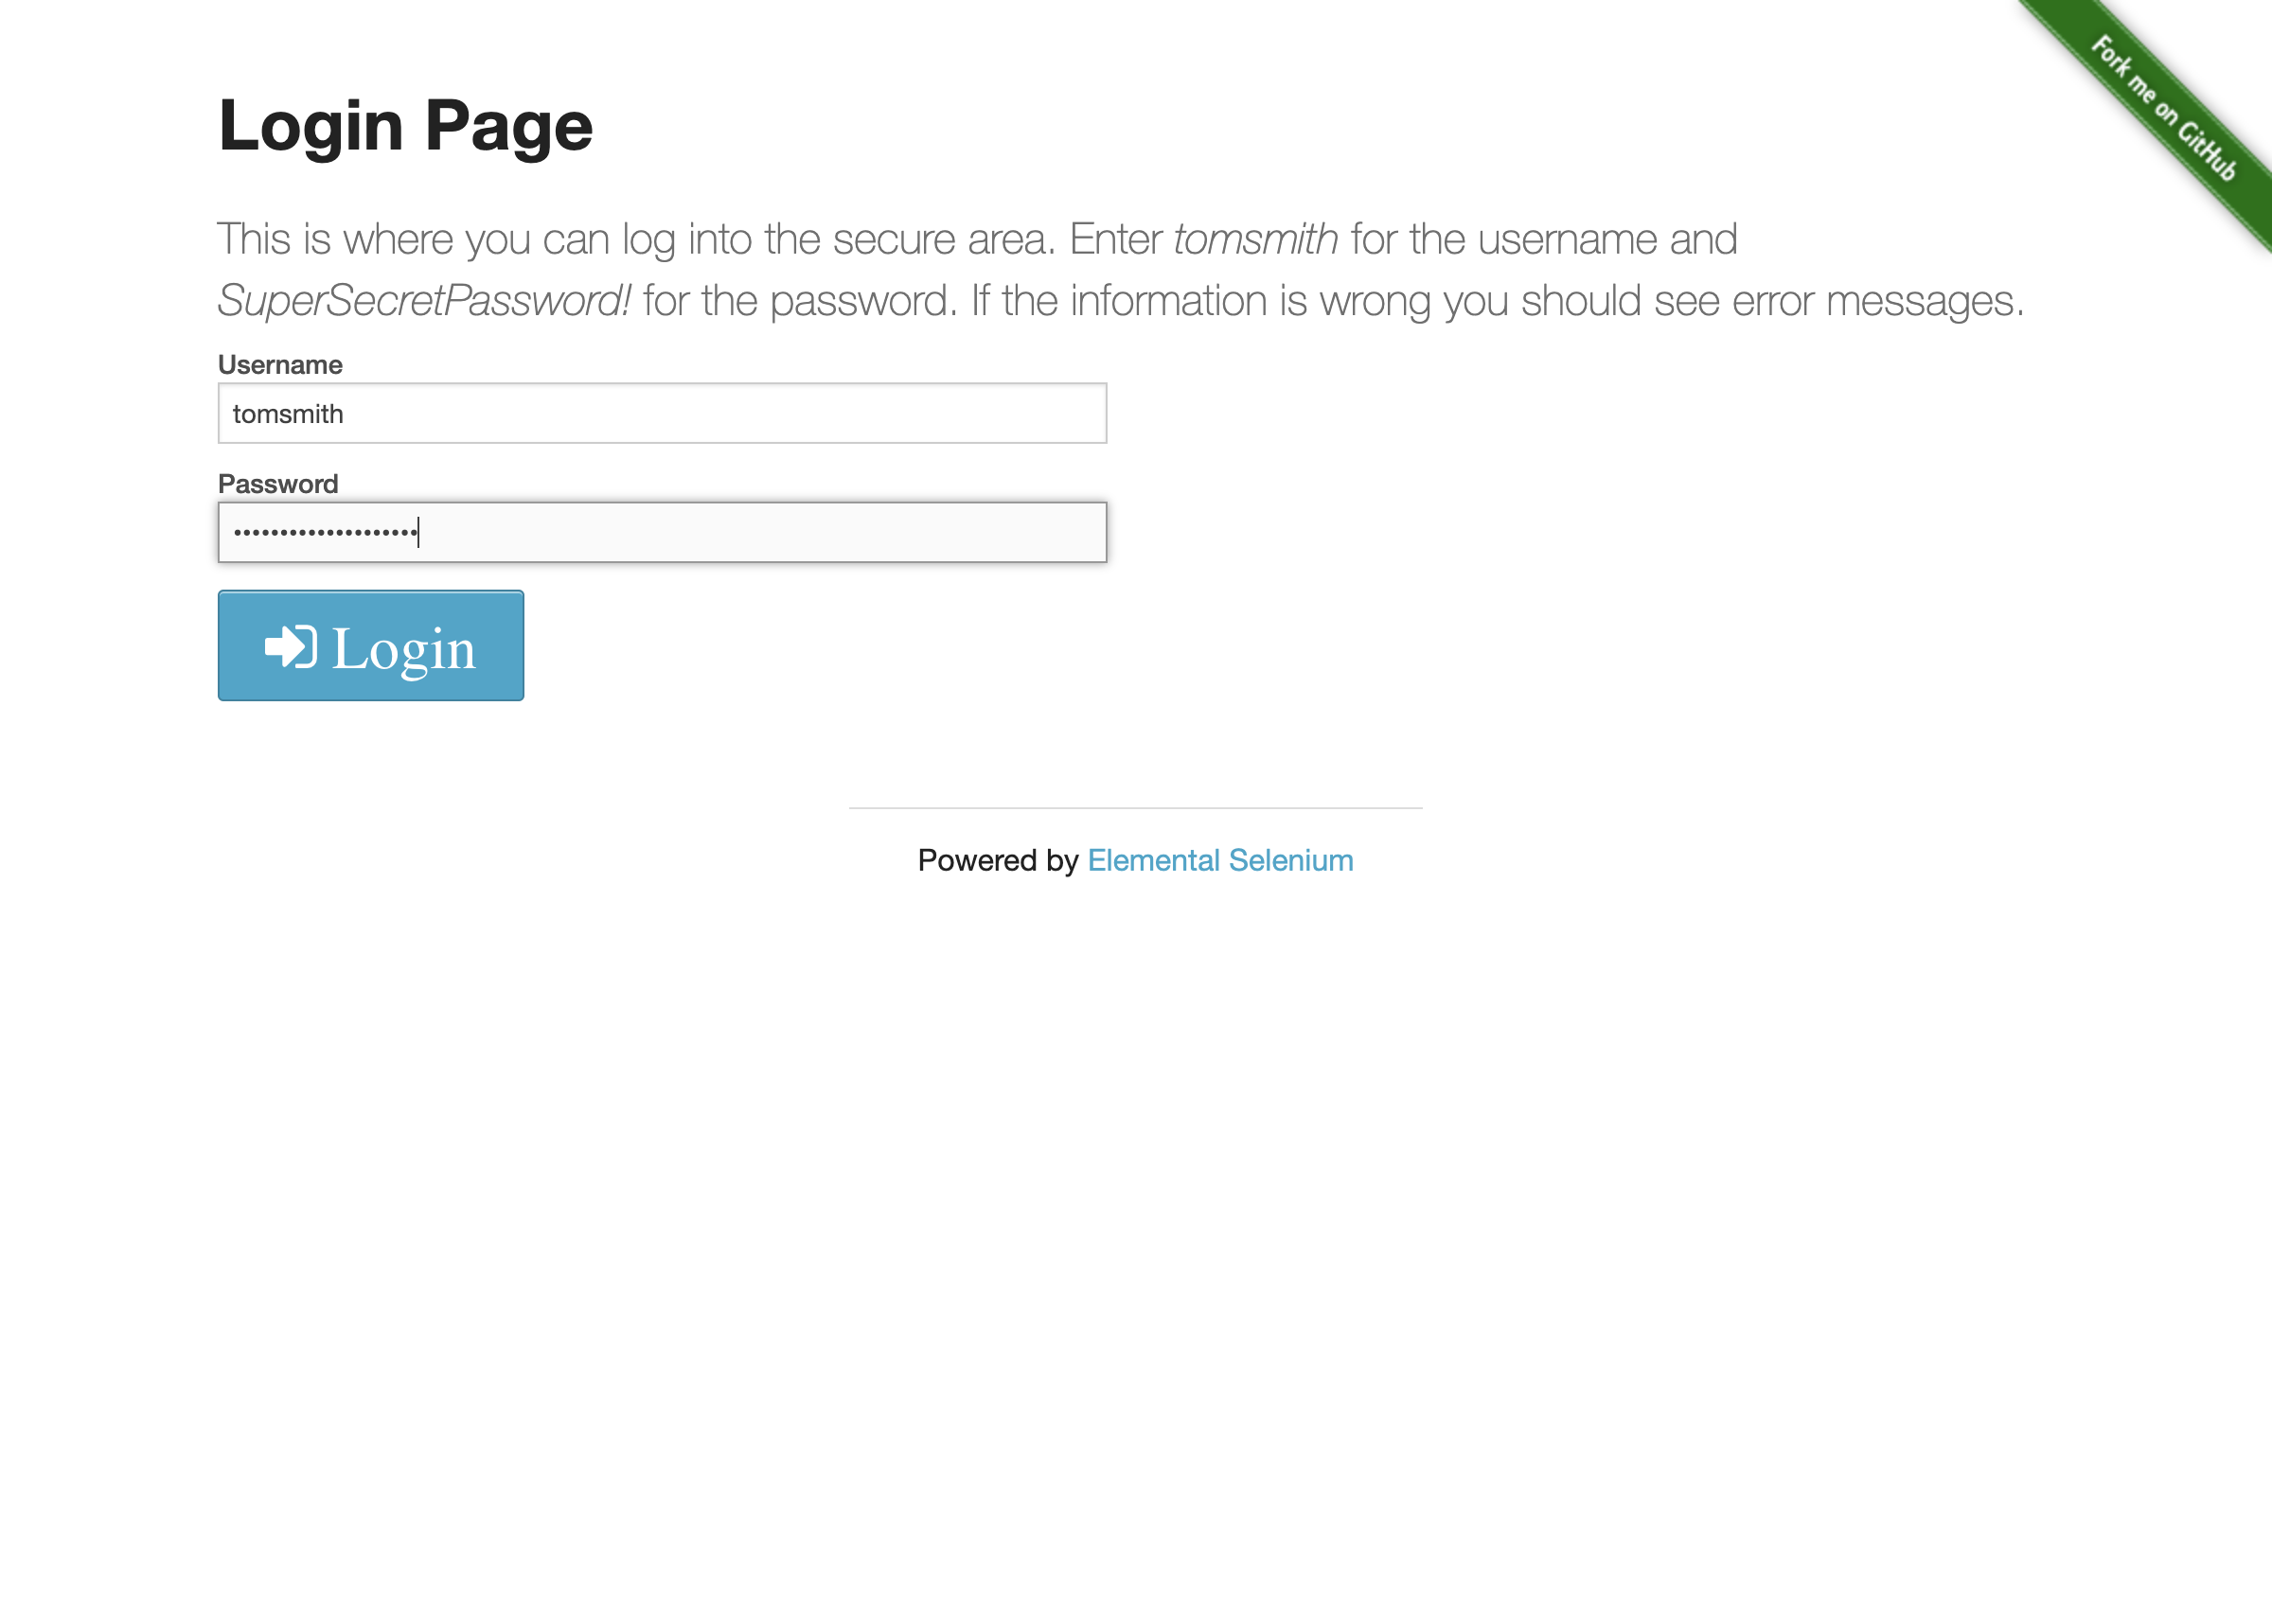 Fork me on GitHub
Login Page
This is where you can log into the secure area. Enter tomsmith for the username and
SuperSecretPassword! for the password. If the information is wrong you should see error messages.
Username
tomsmith
Password
••••••••••••••••••••
Login
Powered by Elemental Selenium